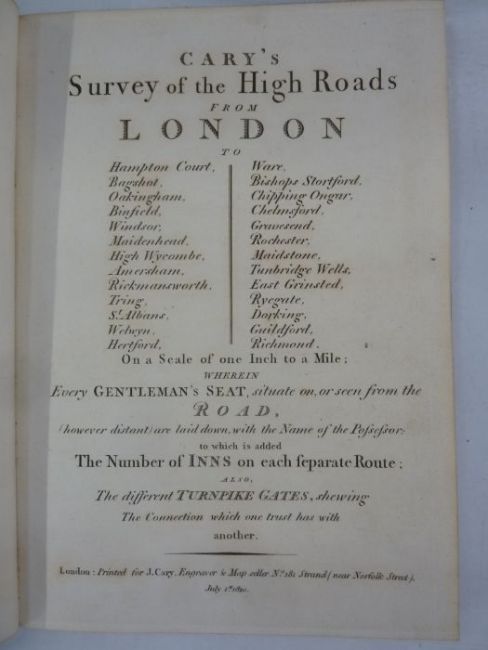 CARY'S
Survey of the High Roads
FROM
LONDON
TO
Hampton Court,
Bagshot,
Oakingham,
Binfield,
Windsor,
Maidenhead,
High Wycombe,
Amersham,
Rickmansworth,
Tring,
St. Albans,
Welwyn,
Hertford,
Ware,
Bishops Stortford,
Chipping Ongar,
Chelmsford,
Gravesend,
Rochester,
Maidstone,
Tunbridge Wells,
East Grinsted,
Ryegate,
Dorking,
Guildford,
Richmond.
On a Scale of one Inch to a Mile;
WHEREIN
Every GENTLEMAN'S SEAT, situate on, or seen from the
ROAD,
(however distant) are laid down, with the Name of the Poſseſsor;
to which is added
The Number of INNS on each ſeparate Route;
ALSO,
The different TURNPIKE GATES, shewing
The Connection which one trust has with
another.
London: Printed for J. Cary, Engraver & Map seller No. 181 Strand (near Norfolk Street).
July 1st